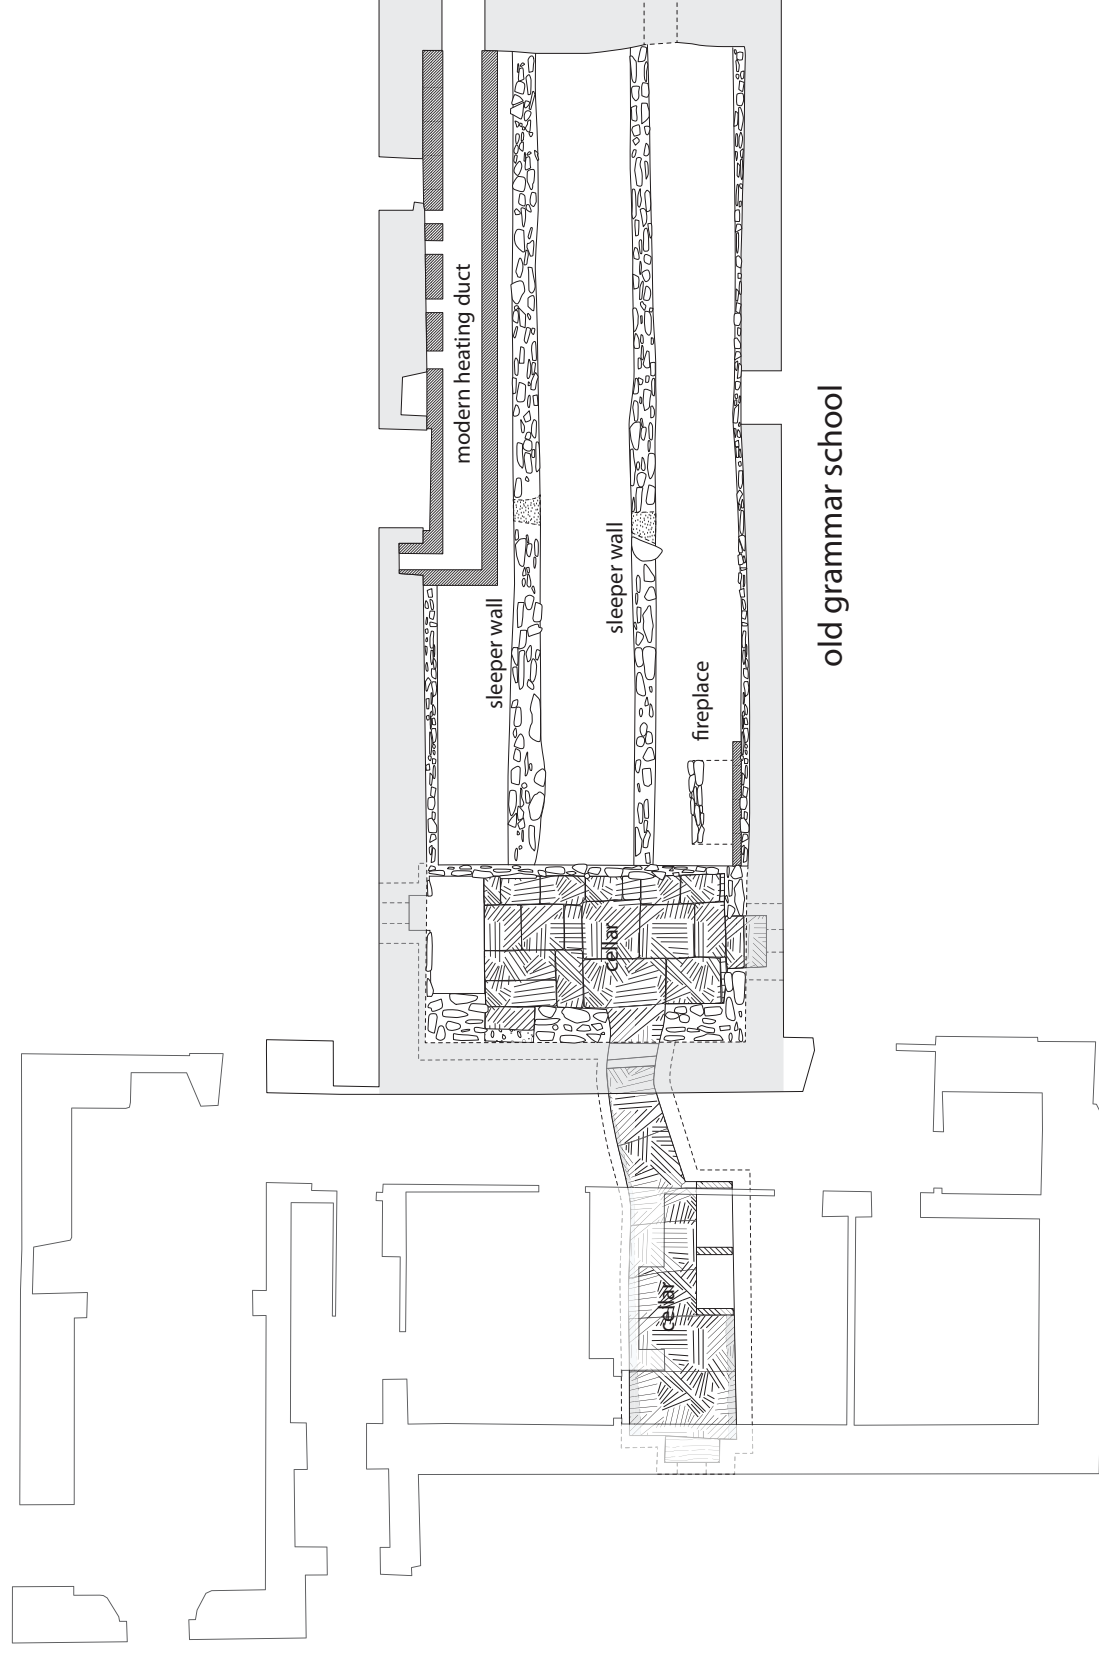 modern heating duct
sleeper wall
sleeper wall
fireplace
old grammar school
cellar
cellar